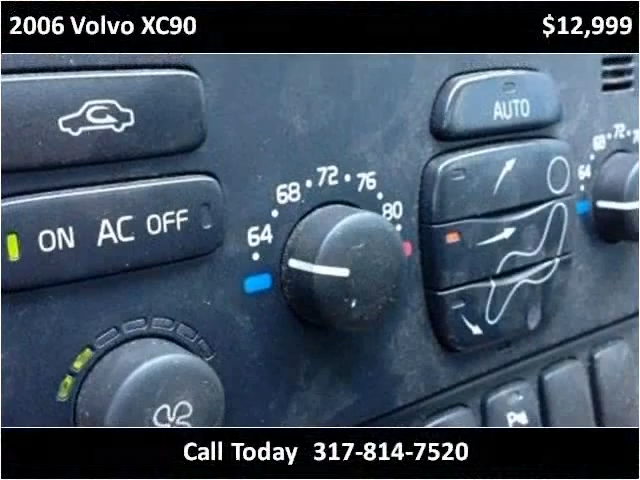 2006 Volvo XC90 $12,999
AUTO
ON AC OFF
64 68 72 76 80
64 68 72
Call Today 317-814-7520